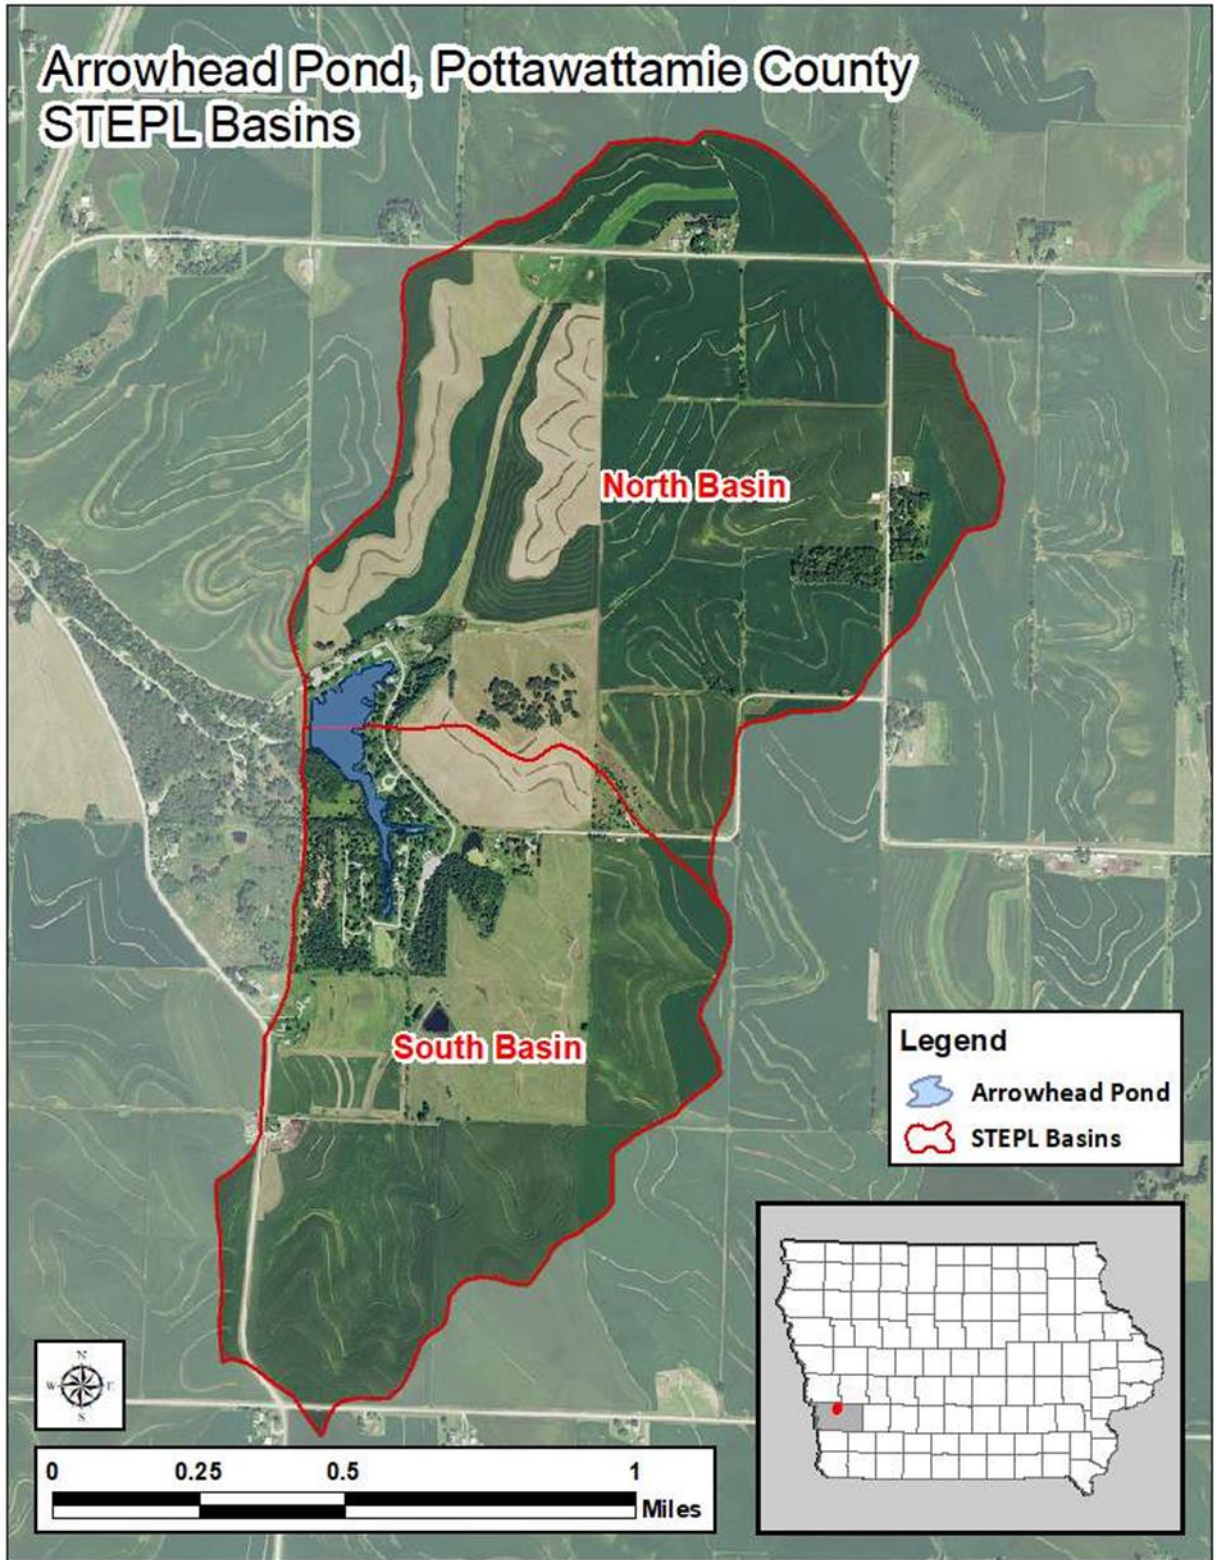 Arrowhead Pond, Pottawattamie County
STEPL Basins
North Basin
South Basin
Legend
Arrowhead Pond
STEPL Basins
N
W E
S
0 0.25 0.5 1
Miles